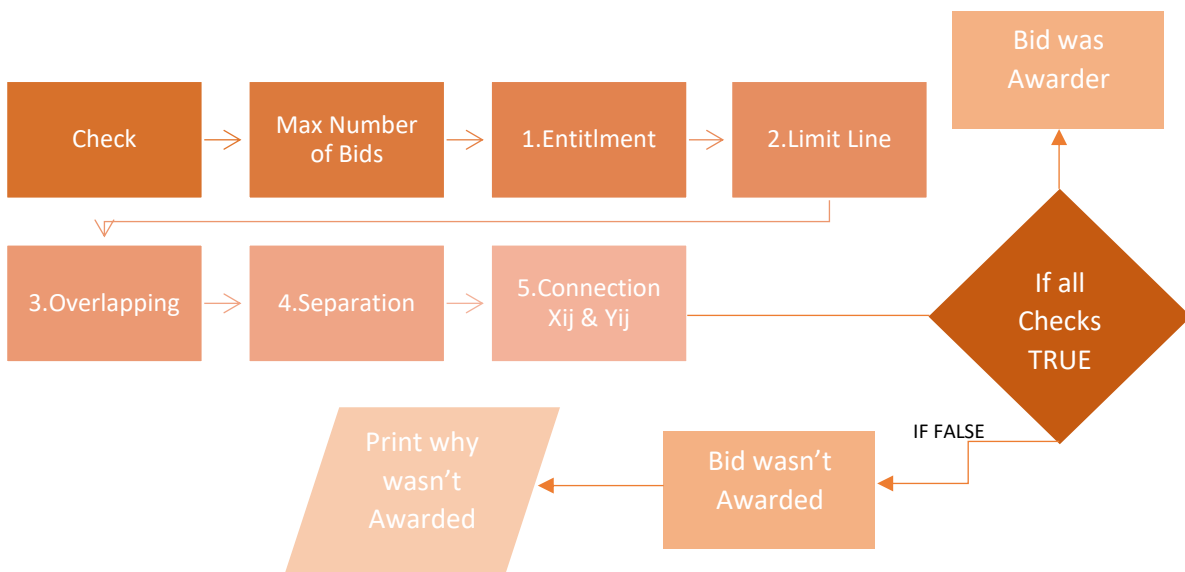 Check
Max Number
of Bids
1.Entitlment
2.Limit Line
Bid was
Awarder
3.Overlapping
4.Separation
5.Connection
Xij & Yij
If all
Checks
TRUE
IF FALSE
Bid wasn’t
Awarded
Print why
wasn’t
Awarded